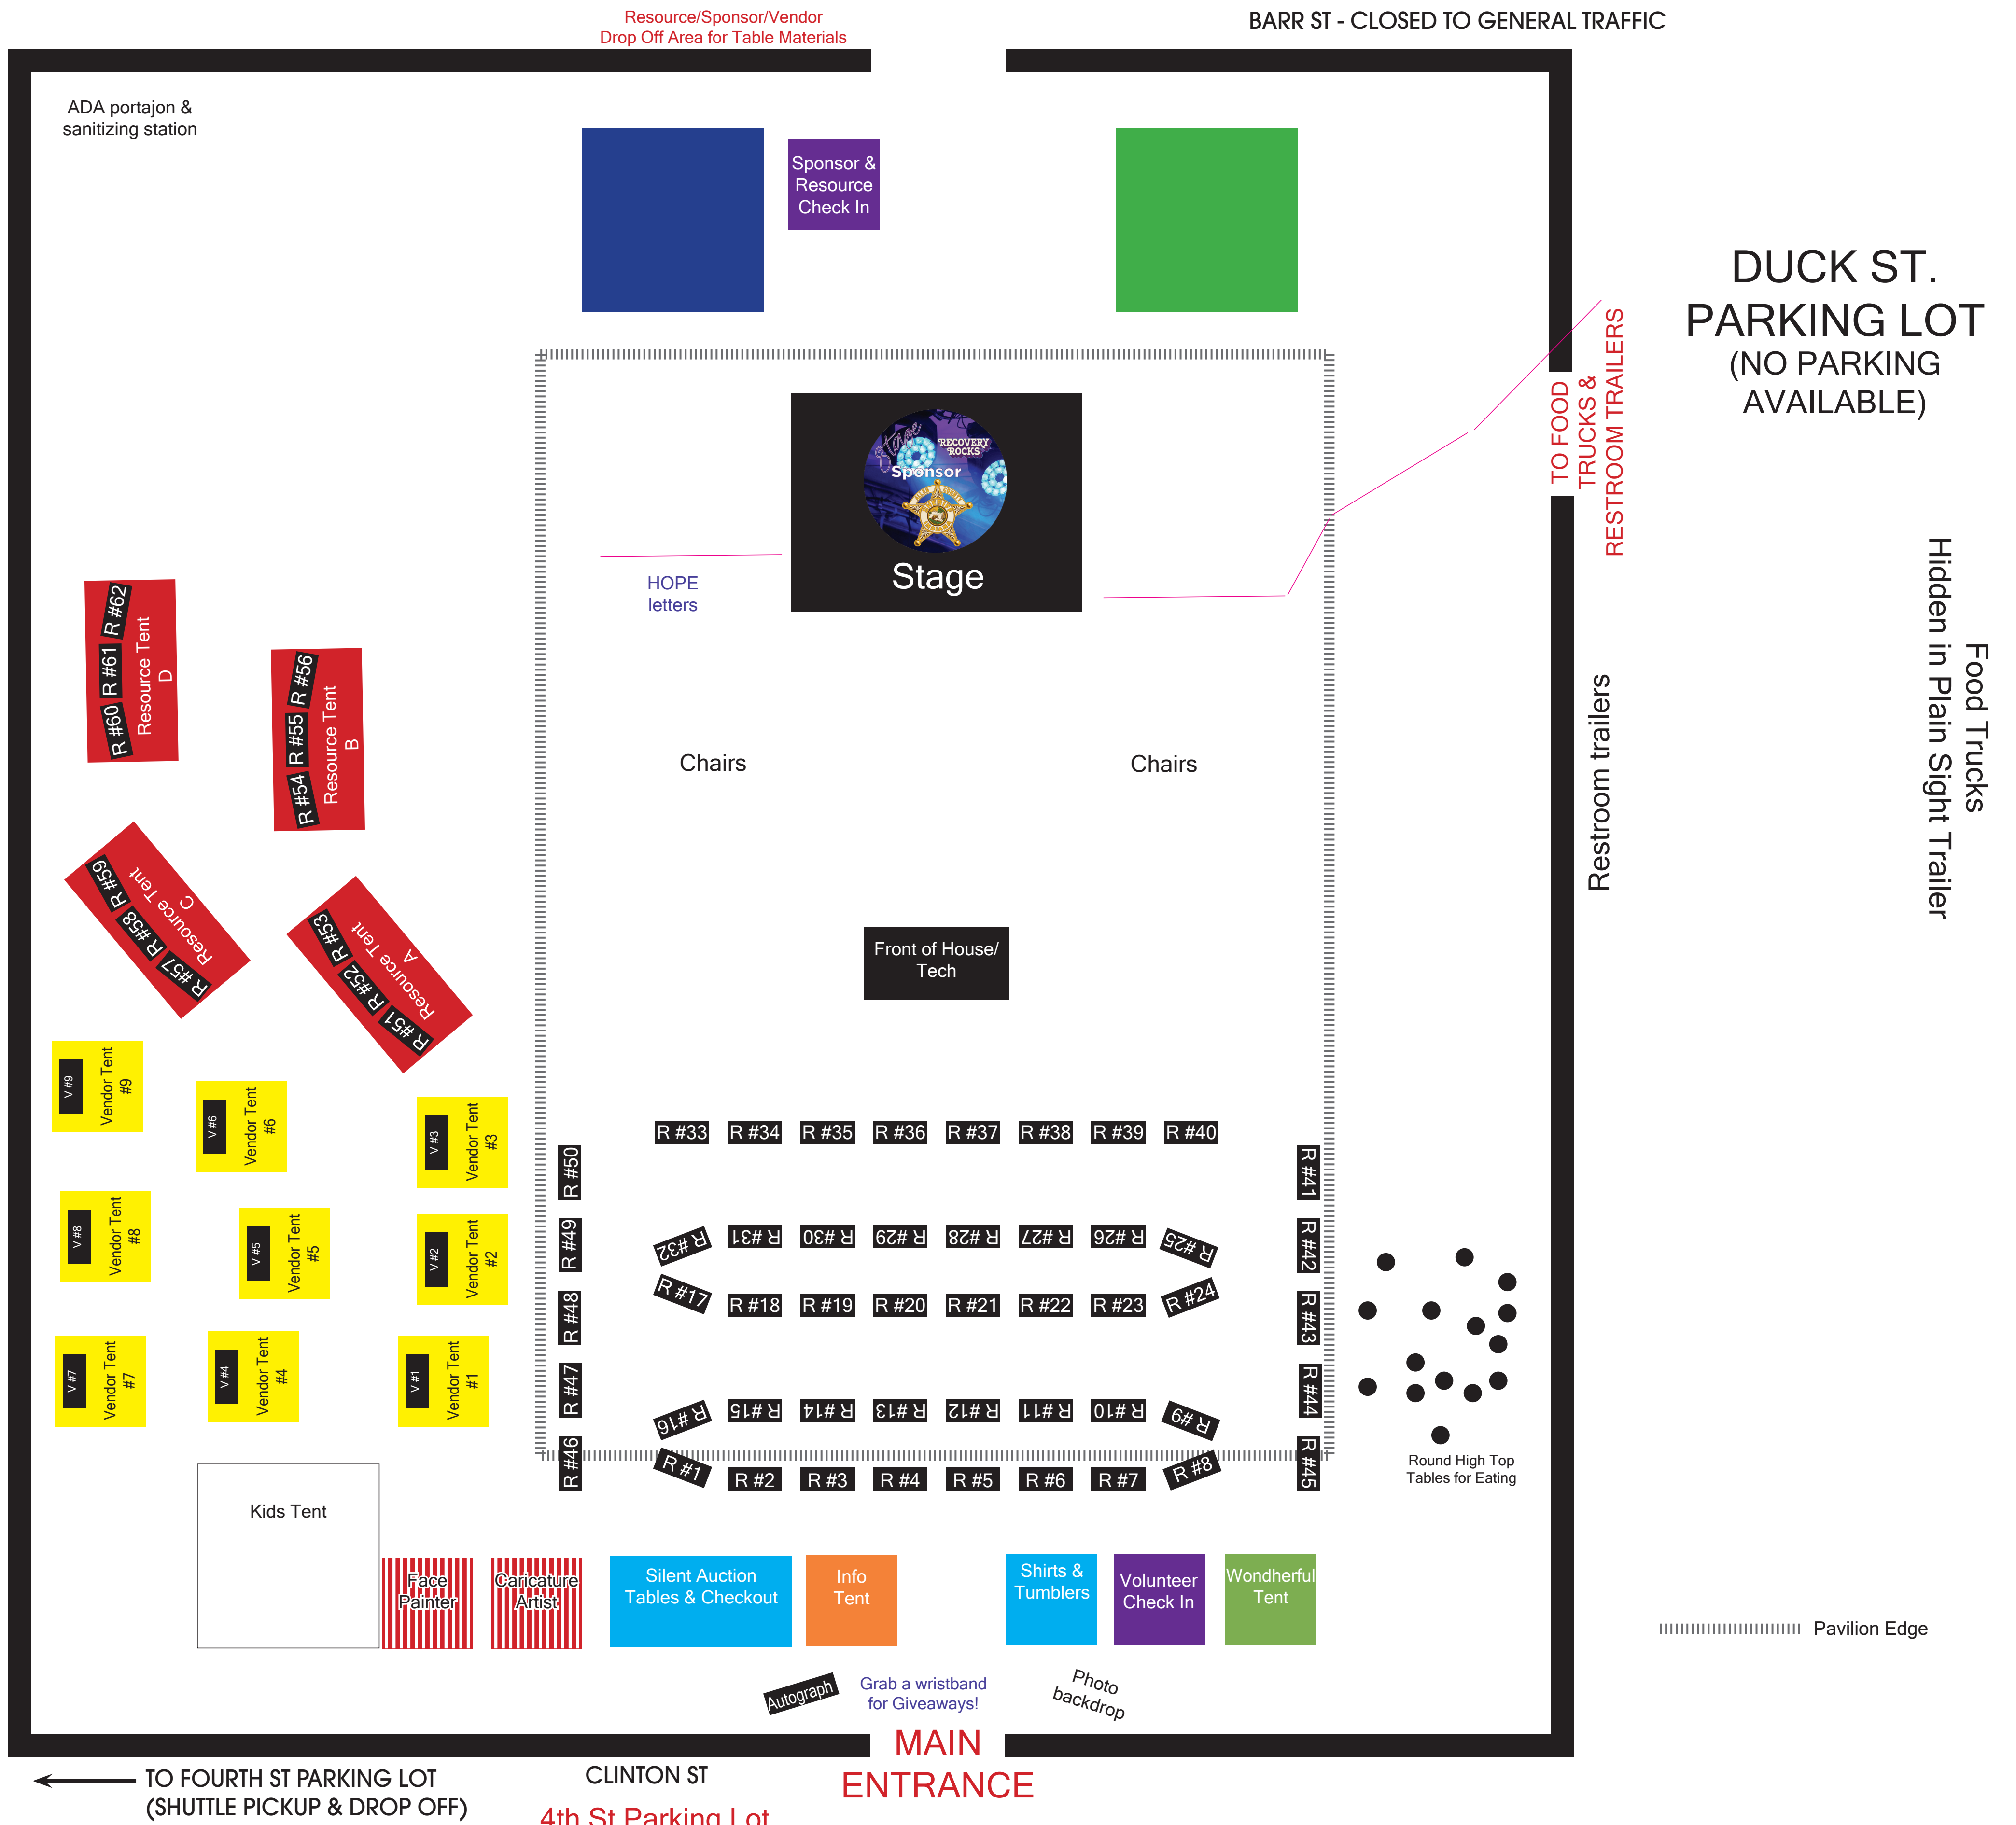 Resource/Sponsor/Vendor
Drop Off Area for Table Materials
BARR ST - CLOSED TO GENERAL TRAFFIC
ADA portajon &
sanitizing station
Sponsor &
Resource
Check In
DUCK ST.
PARKING LOT
(NO PARKING
AVAILABLE)
TO FOOD
TRUCKS &
RESTROOM TRAILERS
Stage
RECOVERY
ROCKS
Sponsor
Stage
HOPE
letters
Food Trucks
Hidden in Plain Sight Trailer
Restroom trailers
R #62
R #61
R #60
Resource Tent
D
R #56
R #55
R #54
Resource Tent
B
Chairs
Chairs
R #59
R #58
R #57
Resource Tent
C
R #53
R #52
R #51
Resource Tent
A
Front of House/
Tech
V #9
Vendor Tent
#9
V #6
Vendor Tent
#6
V #3
Vendor Tent
#3
V #8
Vendor Tent
#8
V #5
Vendor Tent
#5
V #2
Vendor Tent
#2
V #7
Vendor Tent
#7
V #4
Vendor Tent
#4
V #1
Vendor Tent
#1
R #33 R #34 R #35 R #36 R #37 R #38 R #39 R #40
R #50
R #49
R #48
R #47
R #46
R #41
R #42
R #43
R #44
R #45
R #32 R #31 R #30 R #29 R #28 R #27 R #26 R #25
R #17 R #18 R #19 R #20 R #21 R #22 R #23 R #24
R #16 R #15 R #14 R #13 R #12 R #11 R #10 R #9
R #1 R #2 R #3 R #4 R #5 R #6 R #7 R #8
Round High Top
Tables for Eating
Kids Tent
Face
Painter
Caricature
Artist
Silent Auction
Tables & Checkout
Info
Tent
Shirts &
Tumblers
Volunteer
Check In
Wondherful
Tent
Pavilion Edge
Autograph
Grab a wristband
for Giveaways!
Photo
backdrop
MAIN
ENTRANCE
TO FOURTH ST PARKING LOT
(SHUTTLE PICKUP & DROP OFF)
CLINTON ST
4th St Parking Lot